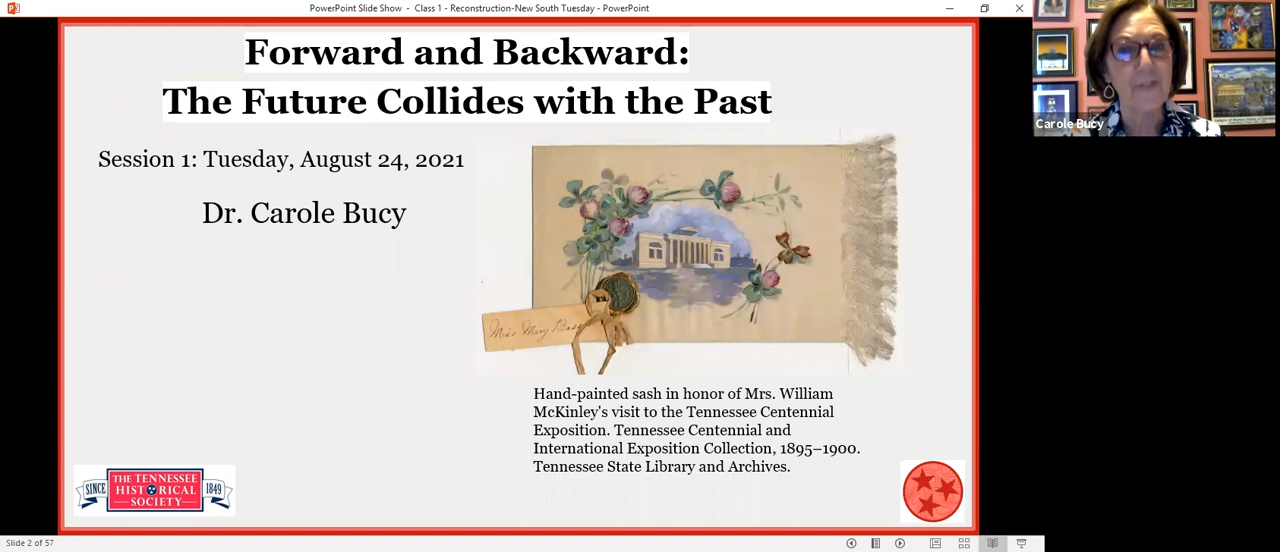 PowerPoint Slide Show - Class 1 - Reconstruction-New South Tuesday - PowerPoint
Forward and Backward:
The Future Collides with the Past
Session 1: Tuesday, August 24, 2021
Dr. Carole Bucy
Carole Bucy
Miss Mary
Hand-painted sash in honor of Mrs. William
McKinley's visit to the Tennessee Centennial
Exposition. Tennessee Centennial and
International Exposition Collection, 1895–1900.
Tennessee State Library and Archives.
SINCE
THE TENNESSEE
HISTORICAL
SOCIETY
1849
Slide 2 of 57